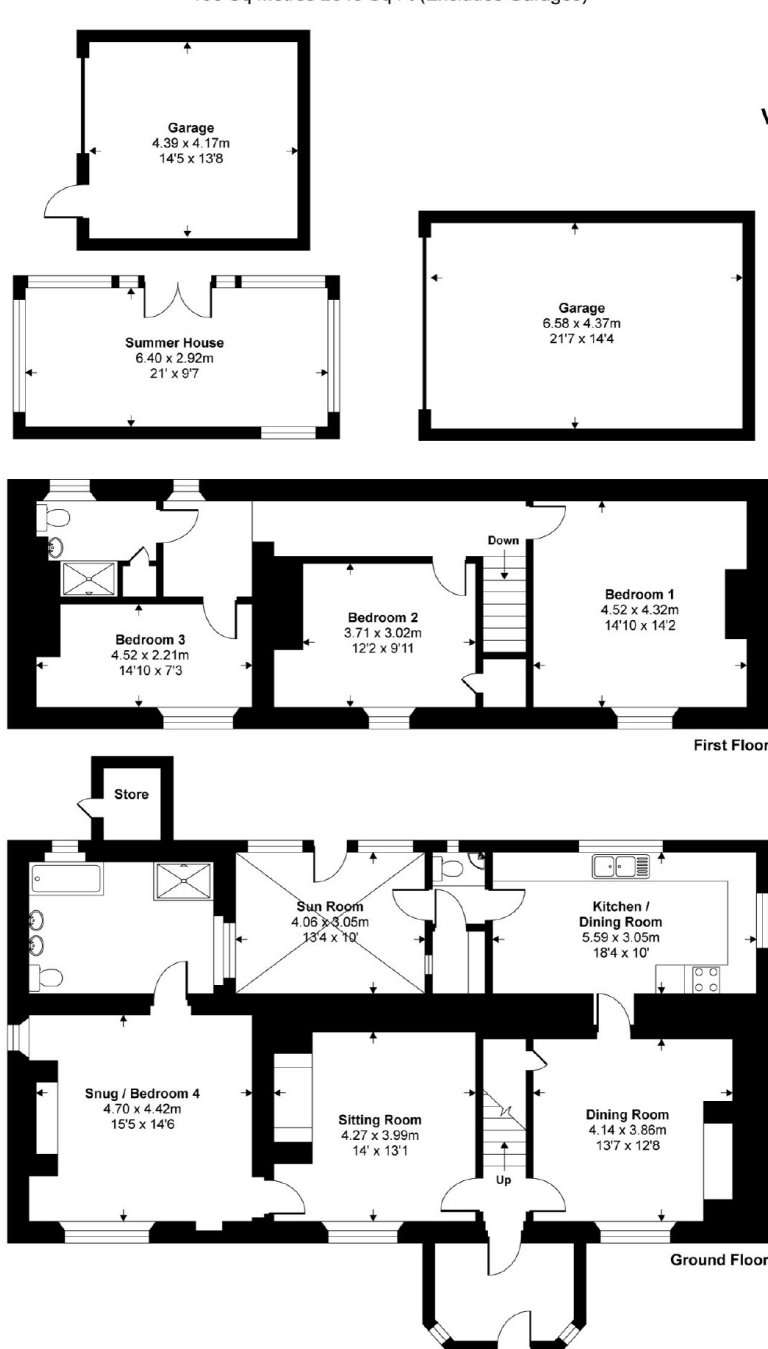 Garage
4.39 x 4.17m
14'5 x 13'8
Garage
6.58 x 4.37m
21'7 x 14'4
Summer House
6.40 x 2.92m
21' x 9'7
Down
Bedroom 1
4.52 x 4.32m
14'10 x 14'2
Bedroom 2
3.71 x 3.02m
12'2 x 9'11
Bedroom 3
4.52 x 2.21m
14'10 x 7'3
First Floor
Store
Sun Room
4.06 x 3.05m
13'4 x 10'
Kitchen /
Dining Room
5.59 x 3.05m
18'4 x 10'
Snug / Bedroom 4
4.70 x 4.42m
15'5 x 14'6
Sitting Room
4.27 x 3.99m
14' x 13'1
Dining Room
4.14 x 3.86m
13'7 x 12'8
Up
Ground Floor